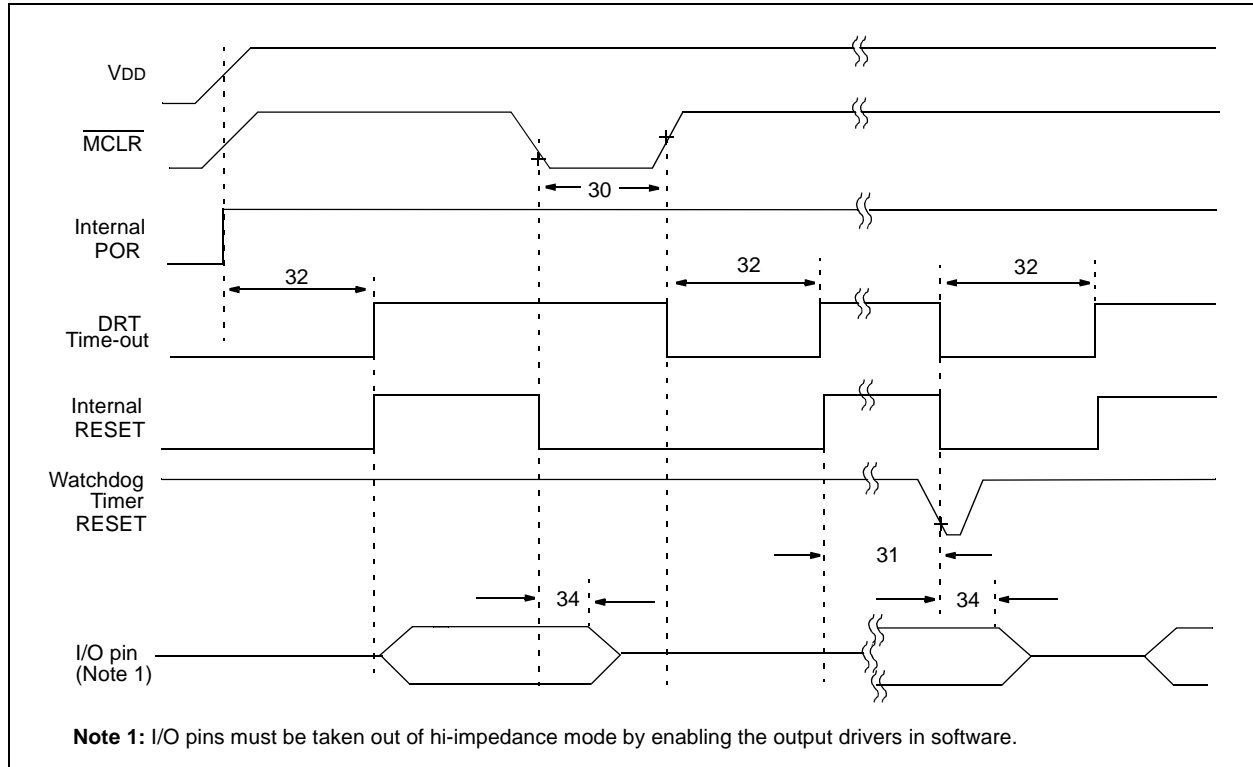 VDD
MCLR
30
Internal
POR
32
32
32
DRT
Time-out
Internal
RESET
Watchdog
Timer
RESET
31
34
34
I/O pin
(Note 1)
Note 1: I/O pins must be taken out of hi-impedance mode by enabling the output drivers in software.